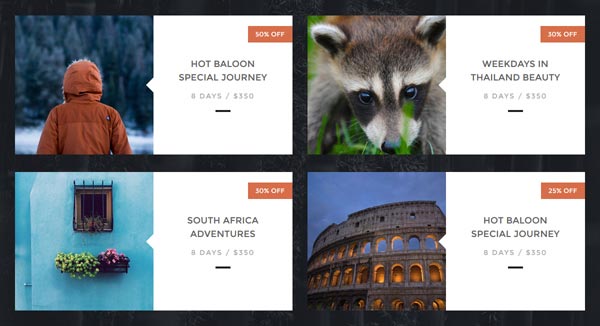 50% OFF
HOT BALOON
SPECIAL JOURNEY
8 DAYS / $350
30% OFF
WEEKDAYS IN
THAILAND BEAUTY
8 DAYS / $350
30% OFF
SOUTH AFRICA
ADVENTURES
8 DAYS / $350
25% OFF
HOT BALOON
SPECIAL JOURNEY
8 DAYS / $350